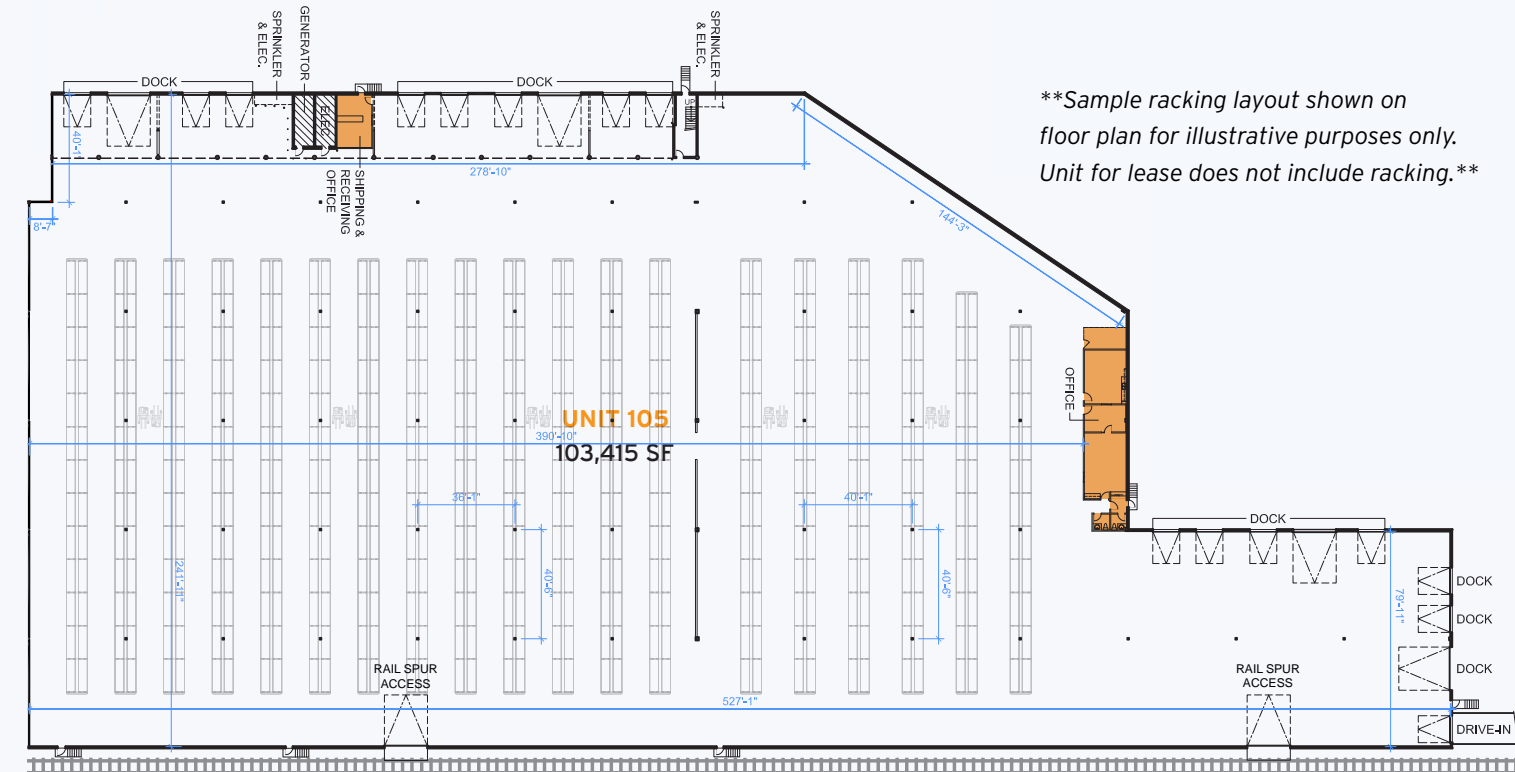 SPRINKLER
& ELEC.
GENERATOR
SPRINKLER
& ELEC.
DOCK
DOCK
ELEC.
UP
**Sample racking layout shown on
floor plan for illustrative purposes only.
Unit for lease does not include racking.**
40'-1"
278'-10"
SHIPPING &
RECEIVING
OFFICE
8'-7"
144'-3"
OFFICE
UNIT 105
390'-10"
103,415 SF
36'-1"
40'-1"
DOCK
241'-11"
40'-6"
40'-6"
79'-11"
DOCK
DOCK
DOCK
RAIL SPUR
ACCESS
RAIL SPUR
ACCESS
527'-1"
DRIVE-IN